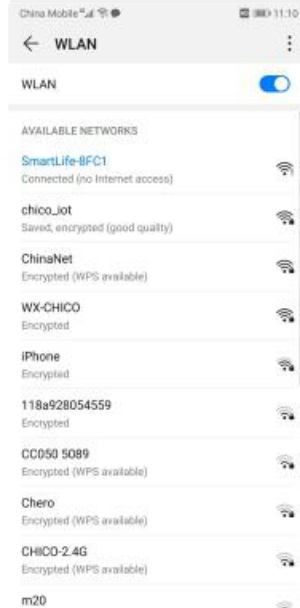 China Mobile 11:10
WLAN
WLAN
AVAILABLE NETWORKS
SmartLife-8FC1
Connected (no Internet access)
chico_iot
Saved, encrypted (good quality)
ChinaNet
Encrypted (WPS available)
WX-CHICO
Encrypted
iPhone
Encrypted
118a928054559
Encrypted
CC050 5089
Encrypted (WPS available)
Chero
Encrypted (WPS available)
CHICO-2.4G
Encrypted (WPS available)
m20